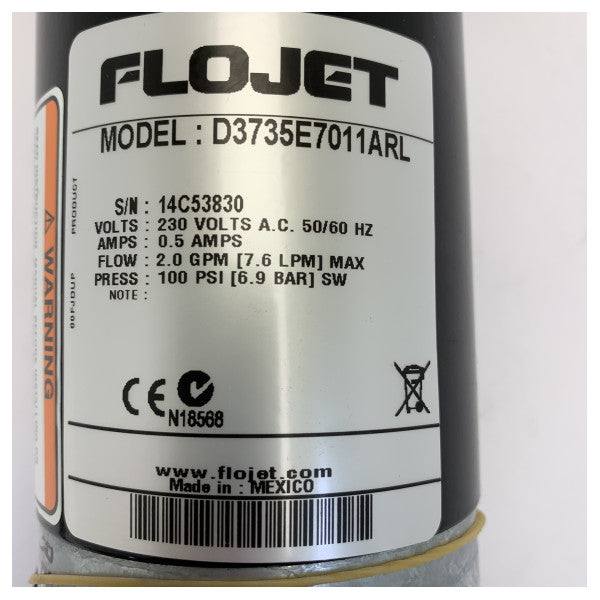 FLOJET
MODEL : D3735E7011ARL
S/N : 14C53830
VOLTS : 230 VOLTS A.C. 50/60 HZ
AMPS : 0.5 AMPS
FLOW : 2.0 GPM [7.6 LPM] MAX
PRESS : 100 PSI [6.9 BAR] SW
NOTE :
CE
N18568
www.flojet.com
Made in : MEXICO
PRODUCT
00FJDUP
WARNING